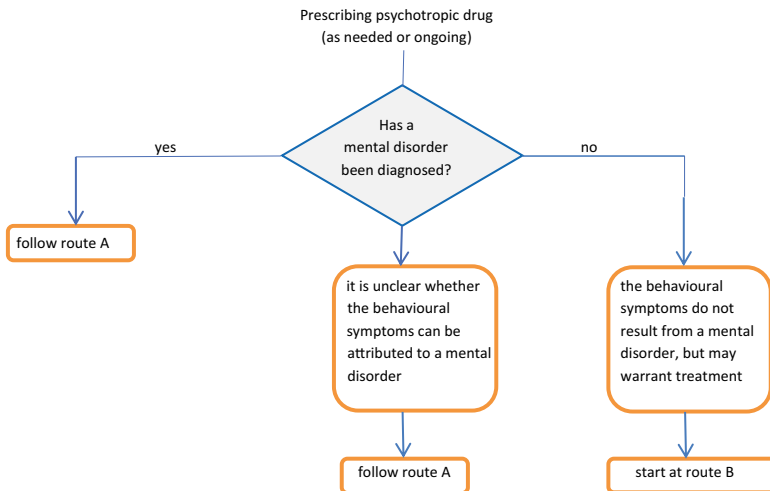 Prescribing psychotropic drug
(as needed or ongoing)
Has a
mental disorder
been diagnosed?
yes
no
follow route A
it is unclear whether
the behavioural
symptoms can be
attributed to a mental
disorder
the behavioural
symptoms do not
result from a mental
disorder, but may
warrant treatment
follow route A
start at route B